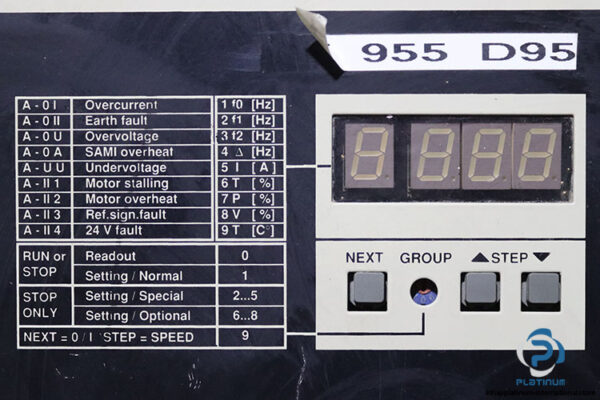 955 D95
A - 0 I Overcurrent 1 f0 [Hz]
A - 0 II Earth fault 2 f1 [Hz]
A - 0 U Overvoltage 3 f2 [Hz]
A - 0 A SAMI overheat 4 Δ [Hz]
A - U U Undervoltage 5 I [A]
A - II 1 Motor stalling 6 T [%]
A - II 2 Motor overheat 7 P [%]
A - II 3 Ref.sign.fault 8 V [%]
A - II 4 24 V fault 9 T [C°]
RUN or STOP Readout 0
Setting / Normal 1
STOP ONLY Setting / Special 2...5
Setting / Optional 6...8
NEXT = 0 / I STEP = SPEED 9
NEXT GROUP ▲ STEP ▼
PLATINUM